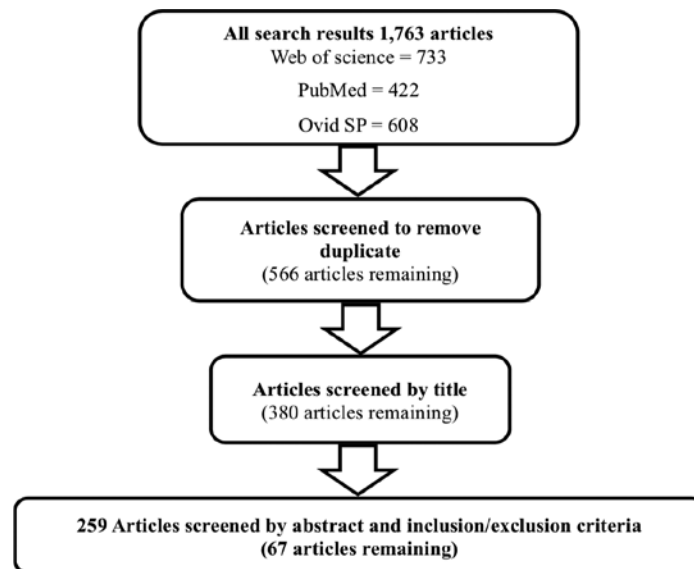 All search results 1,763 articles
Web of science = 733
PubMed = 422
Ovid SP = 608
Articles screened to remove
duplicate
(566 articles remaining)
Articles screened by title
(380 articles remaining)
259 Articles screened by abstract and inclusion/exclusion criteria
(67 articles remaining)